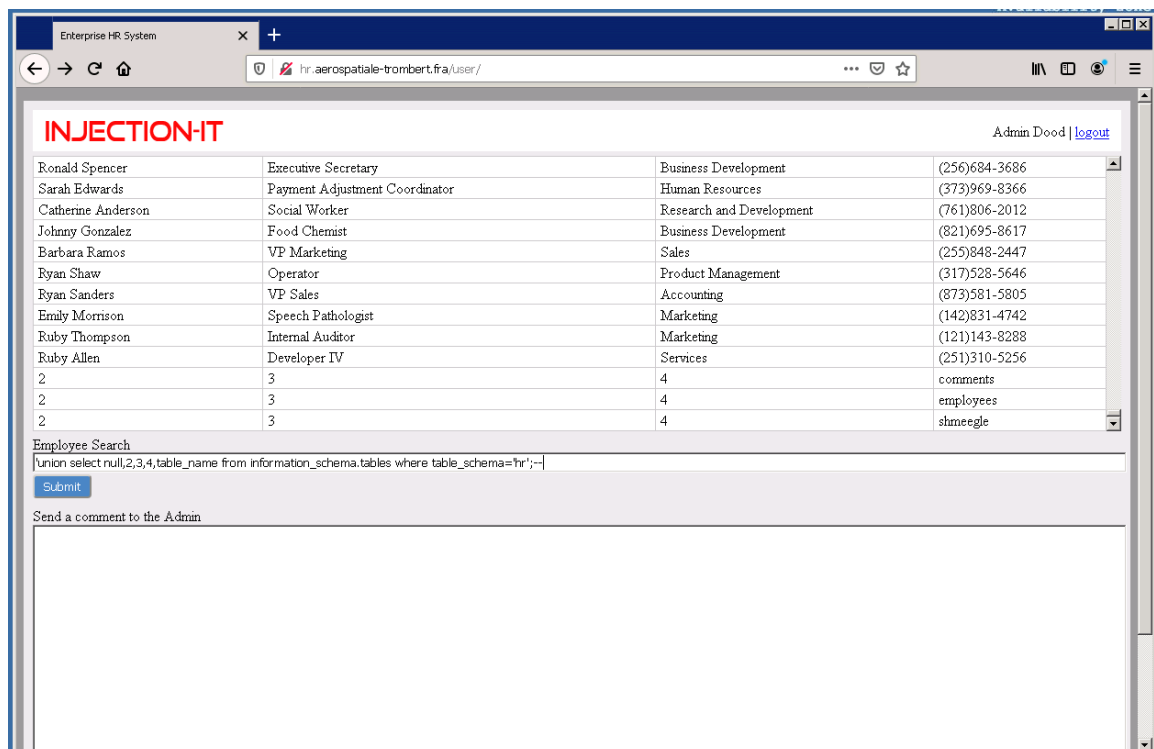 Enterprise HR System
hr.aerospatiale-trombert.fra/user/
INJECTION-IT
Admin Dood | logout
Ronald Spencer Executive Secretary Business Development (256)684-3686
Sarah Edwards Payment Adjustment Coordinator Human Resources (373)969-8366
Catherine Anderson Social Worker Research and Development (761)806-2012
Johnny Gonzalez Food Chemist Business Development (821)695-8617
Barbara Ramos VP Marketing Sales (255)848-2447
Ryan Shaw Operator Product Management (317)528-5646
Ryan Sanders VP Sales Accounting (873)581-5805
Emily Morrison Speech Pathologist Marketing (142)831-4742
Ruby Thompson Internal Auditor Marketing (121)143-8288
Ruby Allen Developer IV Services (251)310-5256
2 3 4 comments
2 3 4 employees
2 3 4 shmeegle
Employee Search
'union select null,2,3,4,table_name from information_schema.tables where table_schema='hr';--
Submit
Send a comment to the Admin